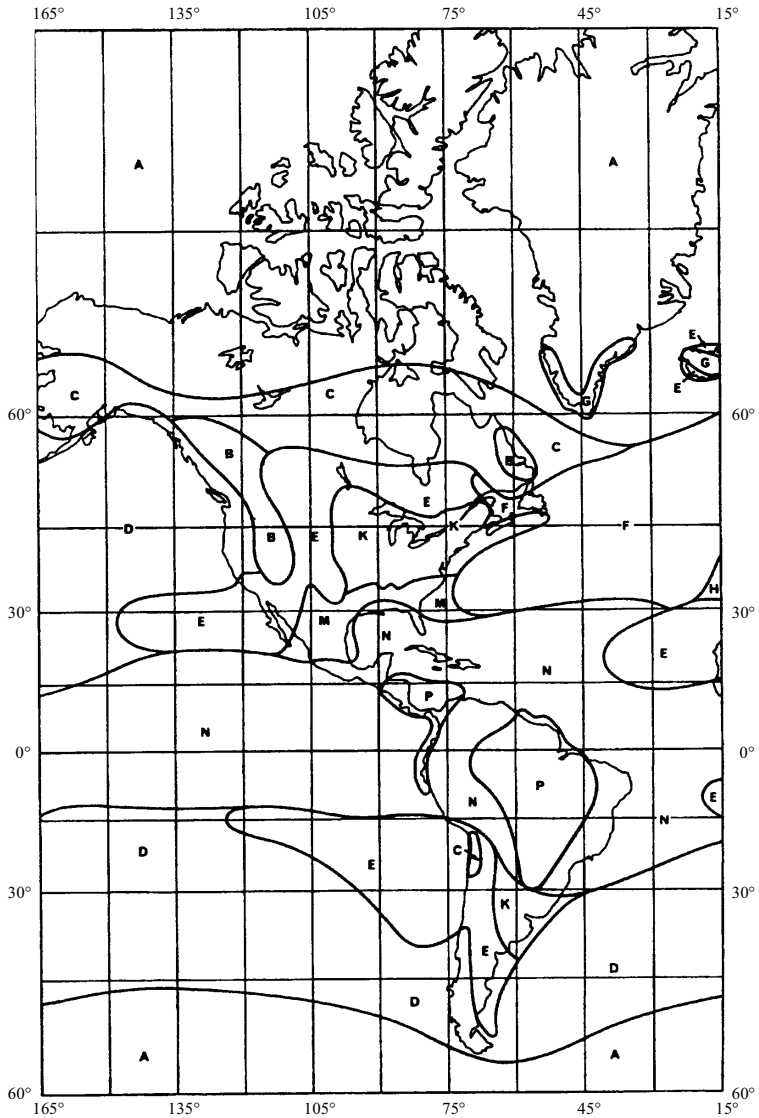 165° 135° 105° 75° 45° 15°
A A
E
G
E
C C G
60° 60°
B B C
E
D B E K K F F
H
30° 30°
E M M
N E
N
P
N
0° 0°
P E
N N
D C E
30° 30°
K
E D
D
A A
60° 60°
165° 135° 105° 75° 45° 15°